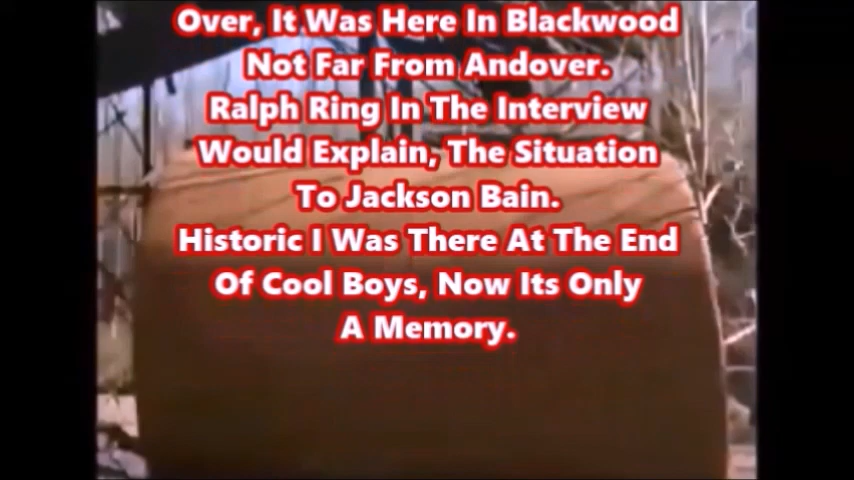 Over, It Was Here In Blackwood
Not Far From Andover.
Ralph Ring In The Interview
Would Explain, The Situation
To Jackson Bain.
Historic I Was There At The End
Of Cool Boys, Now Its Only
A Memory.